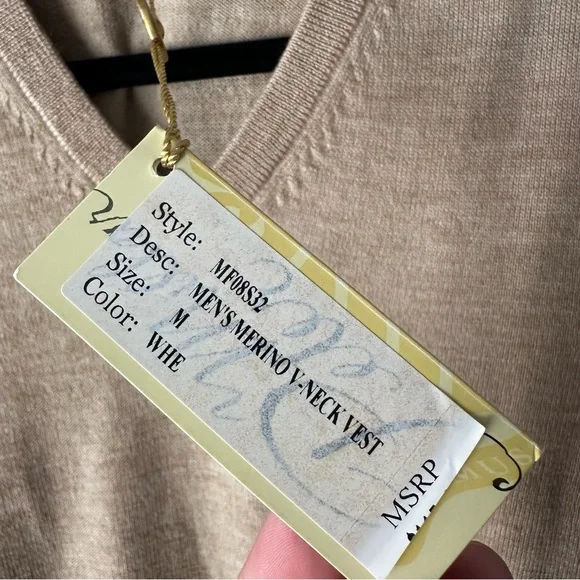 Style: MF08S32
Desc: MEN'S MERINO V-NECK VEST
Size: M
Color: WHE
MSRP